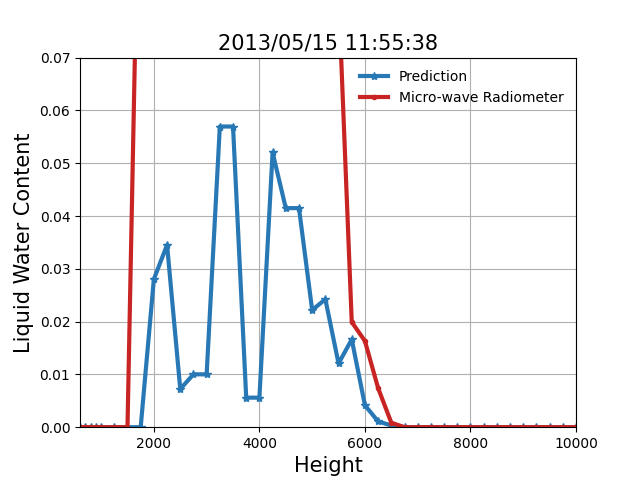 2013/05/15 11:55:38
Prediction
Micro-wave Radiometer
Liquid Water Content
0.07
0.06
0.05
0.04
0.03
0.02
0.01
0.00
2000 4000 6000 8000 10000
Height